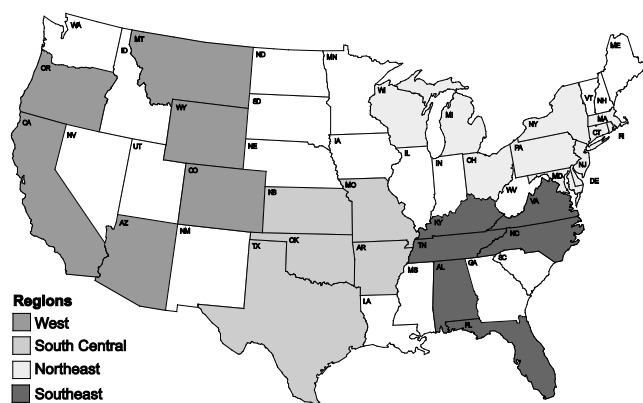 WA
ME
MT
ND
MN
ID
VT
NH
OR
WI
MA
SD
NY
MI
CT
RI
WY
CA
IA
PA
NV
NE
NJ
OH
IL
IN
UT
MD
DE
CO
WV
MO
VA
KS
KY
AZ
OK
NC
NM
TX
AR
TN
SC
AL
GA
MS
LA
FL
Regions
West
South Central
Northeast
Southeast